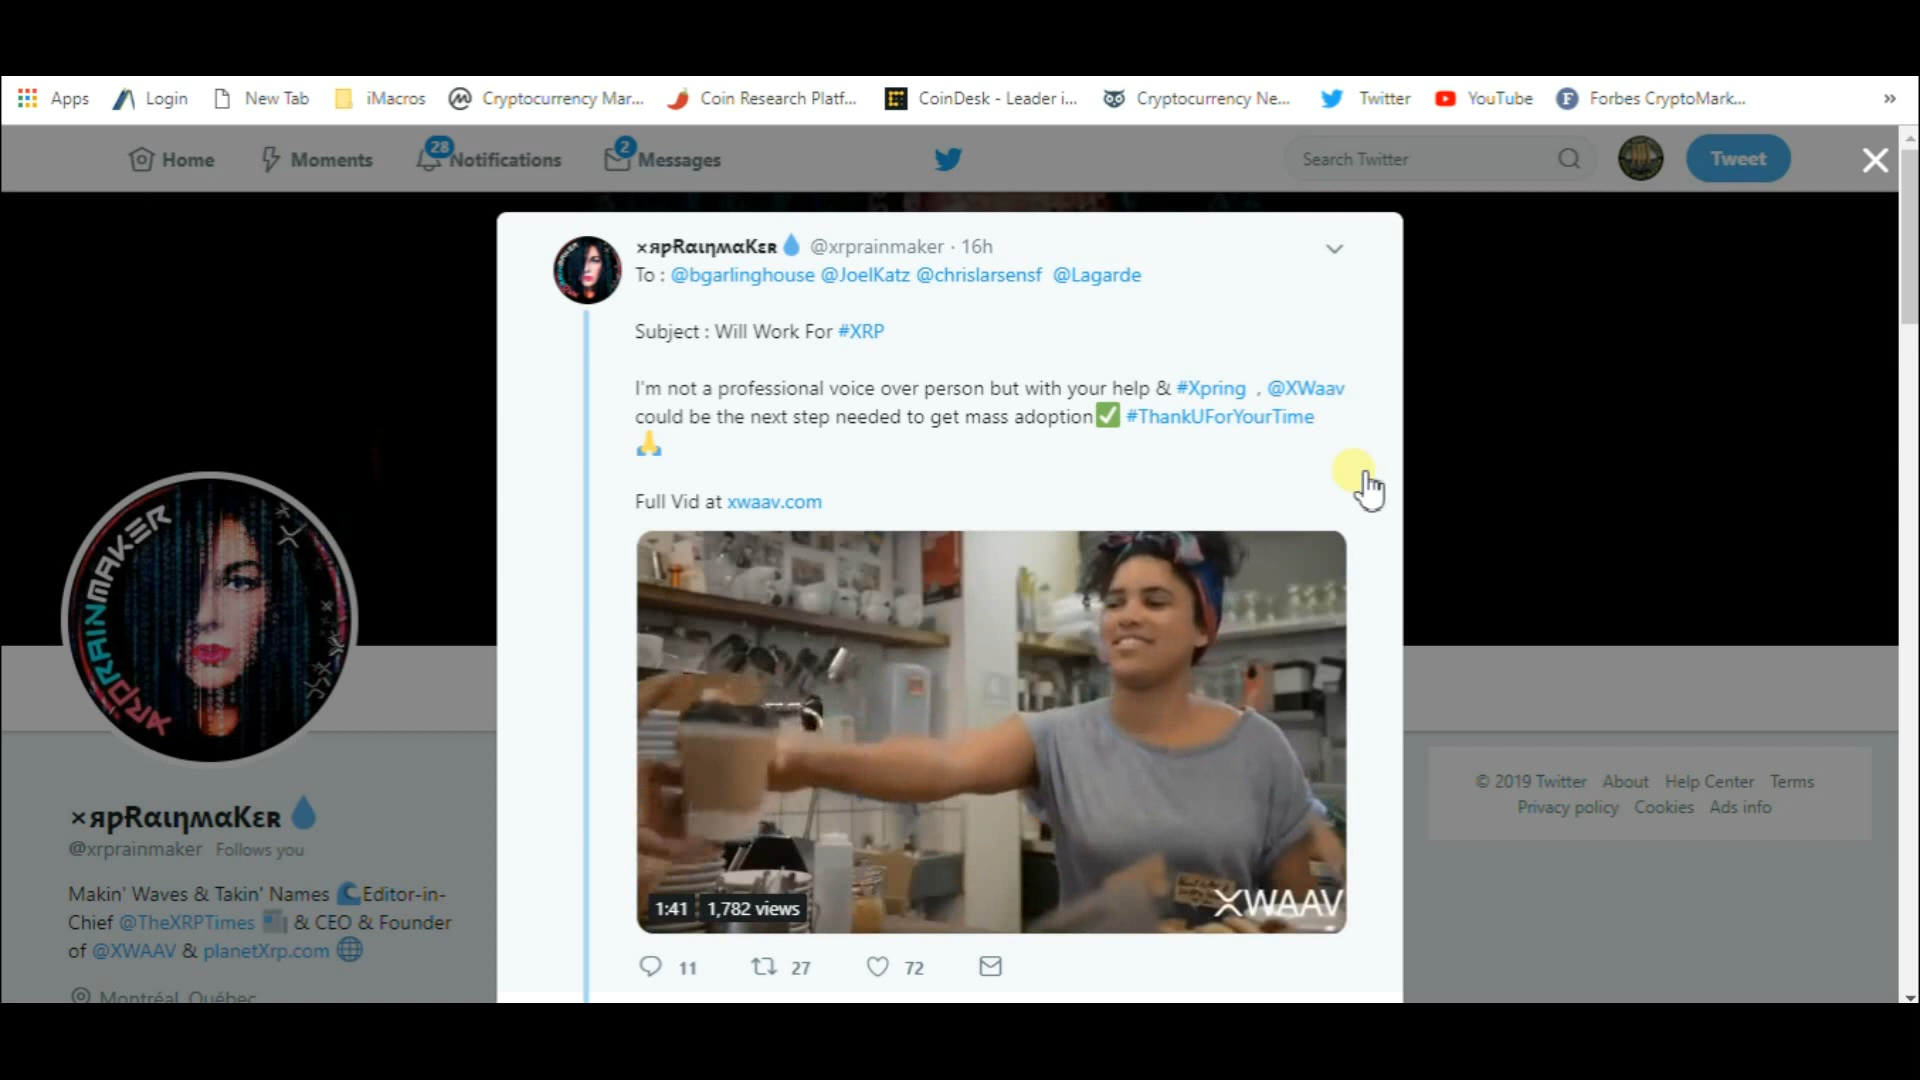 Apps Login New Tab iMacros Cryptocurrency Mar... Coin Research Platf... CoinDesk - Leader i... Cryptocurrency Ne... Twitter YouTube Forbes CryptoMark... »
Home Moments 28 Notifications 2 Messages Search Twitter Tweet
×яpRαιηмαKεʀ💧 @xrprainmaker · 16h
To : @bgarlinghouse @JoelKatz @chrislarsensf @Lagarde
Subject : Will Work For #XRP
I'm not a professional voice over person but with your help & #Xpring , @XWaav
could be the next step needed to get mass adoption✅ #ThankUForYourTime
🙏
Full Vid at xwaav.com
XRPRAINMAKER
1:41 1,782 views
XWAAV
11 27 72
×яpRαιηмαKεʀ💧
@xrprainmaker Follows you
Makin' Waves & Takin' Names 🌊Editor-in-
Chief @TheXRPTimes 📰 & CEO & Founder
of @XWAAV & planetXrp.com 🌐
Montréal, Québec
© 2019 Twitter About Help Center Terms
Privacy policy Cookies Ads info